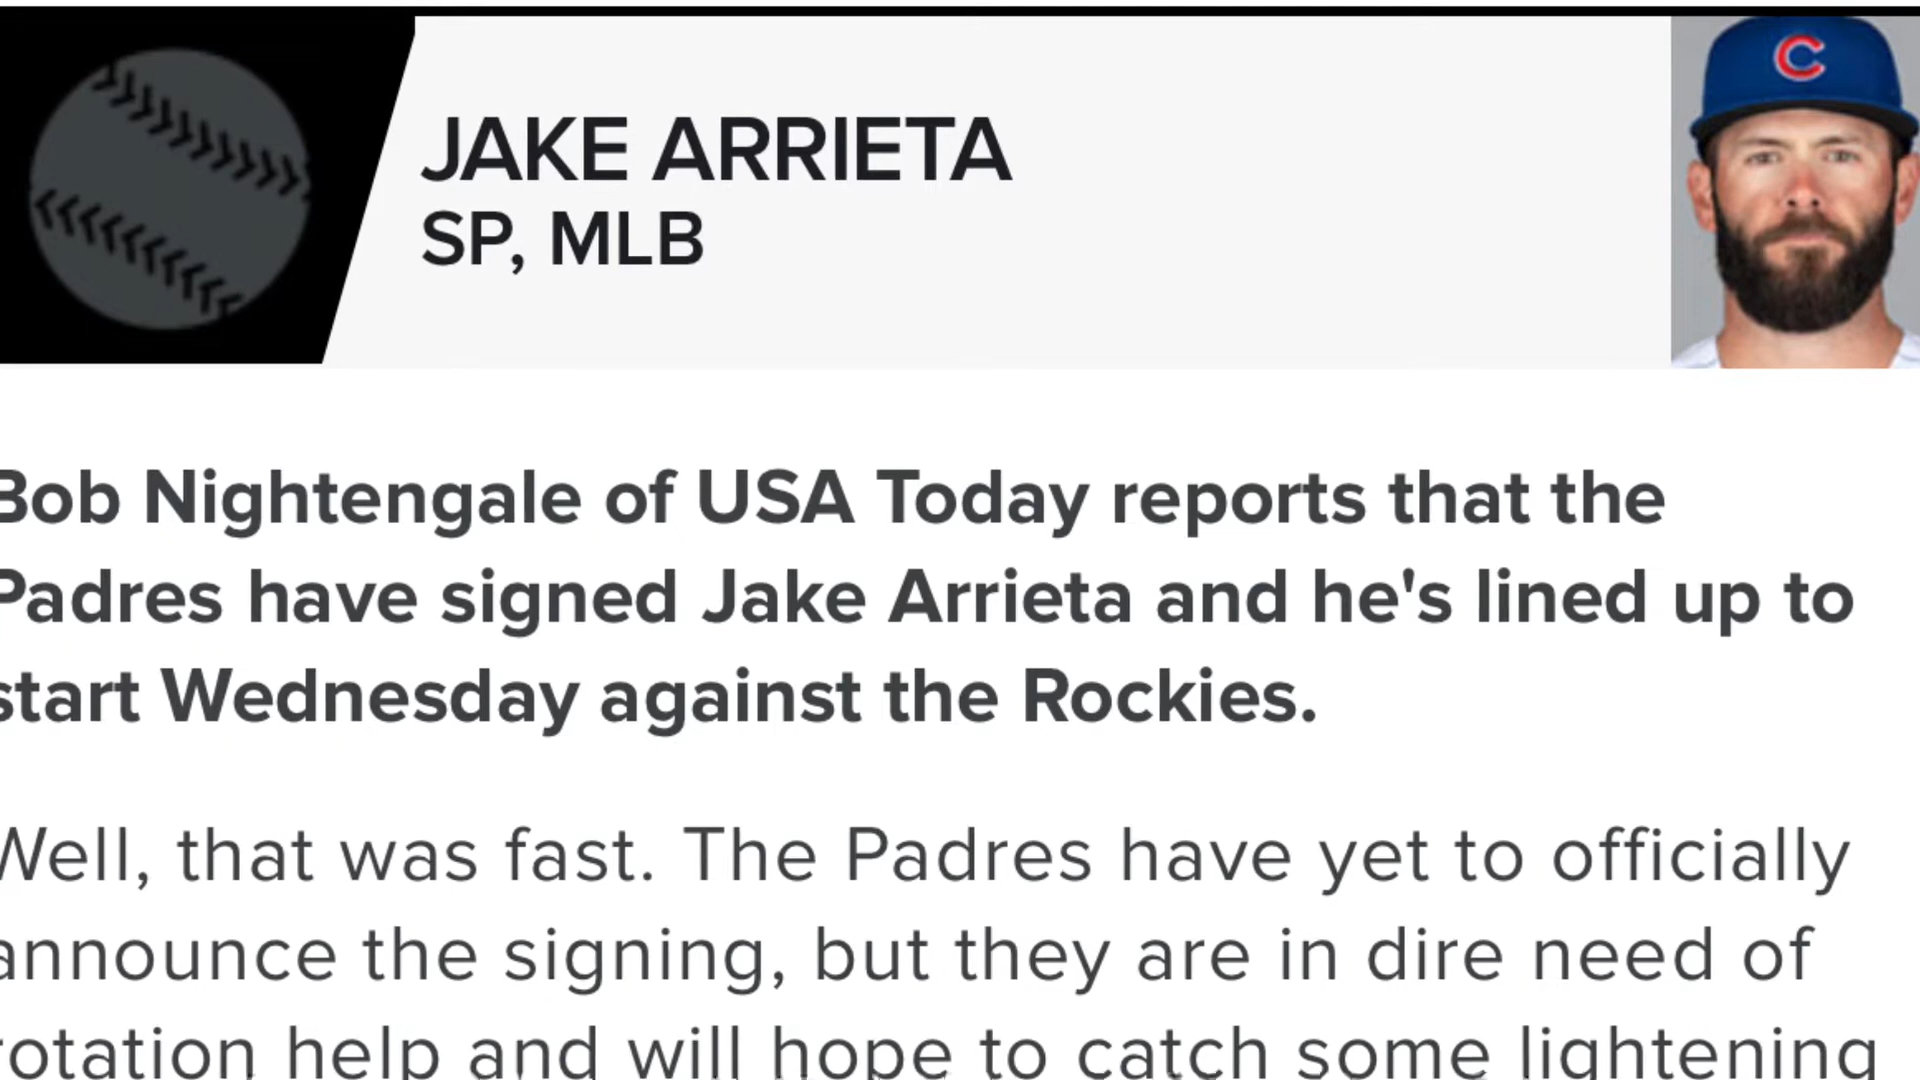 C
JAKE ARRIETA
SP, MLB
Bob Nightengale of USA Today reports that the
Padres have signed Jake Arrieta and he's lined up to
start Wednesday against the Rockies.
Well, that was fast. The Padres have yet to officially
announce the signing, but they are in dire need of
rotation help and will hope to catch some lightening